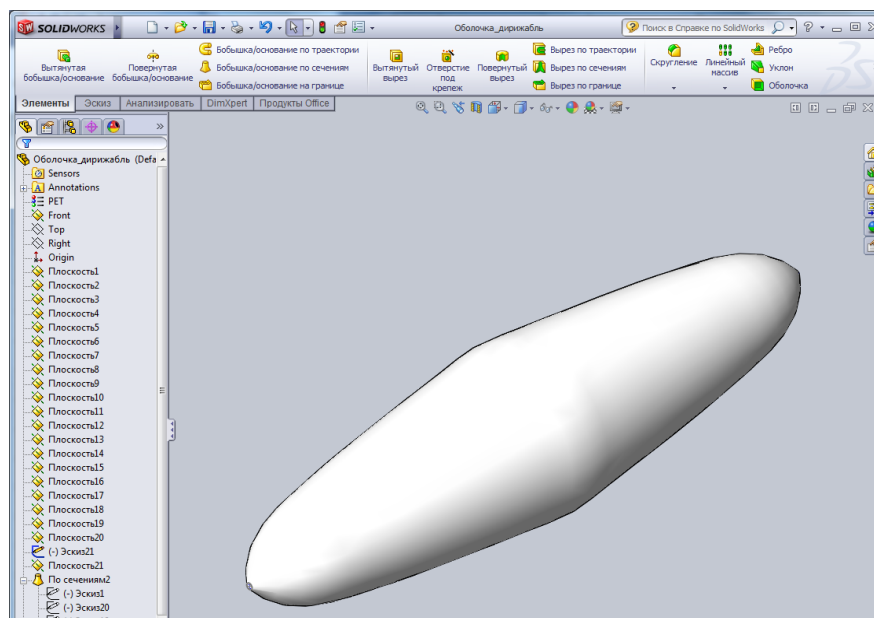 SOLIDWORKS
Оболочка_дирижабль
Поиск в Справке по SolidWorks
Вытянутая бобышка/основание
Повернутая бобышка/основание
Бобышка/основание по траектории
Бобышка/основание по сечениям
Бобышка/основание на границе
Вытянутый вырез
Отверстие под крепеж
Повернутый вырез
Вырез по траектории
Вырез по сечениям
Вырез по границе
Скругление
Линейный массив
Ребро
Уклон
Оболочка
Элементы
Эскиз
Анализировать
DimXpert
Продукты Office
Оболочка_дирижабль (Defa
Sensors
Annotations
PET
Front
Top
Right
Origin
Плоскость1
Плоскость2
Плоскость3
Плоскость4
Плоскость5
Плоскость6
Плоскость7
Плоскость8
Плоскость9
Плоскость10
Плоскость11
Плоскость12
Плоскость13
Плоскость14
Плоскость15
Плоскость16
Плоскость17
Плоскость18
Плоскость19
Плоскость20
(-) Эскиз21
Плоскость21
По сечениям2
(-) Эскиз1
(-) Эскиз20